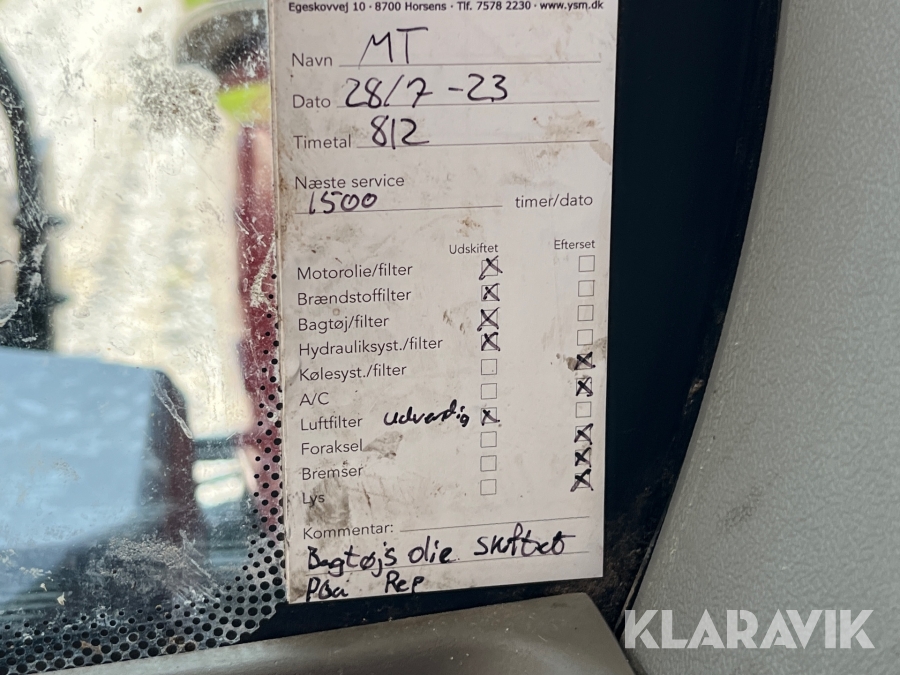 Egeskovvej 10 · 8700 Horsens · Tlf. 7578 2230 · www.ysm.dk
Navn MT
Dato 28/7 -23
Timetal 812
Næste service
1500 timer/dato
Udskiftet Efterset
Motorolie/filter
Brændstoffilter
Bagtøj/filter
Hydrauliksyst./filter
Kølesyst./filter
A/C
Luftfilter udvendig
Foraksel
Bremser
Lys
Kommentar:
Bagtøjs olie skiftet
Pga Rep
KLARAVIK